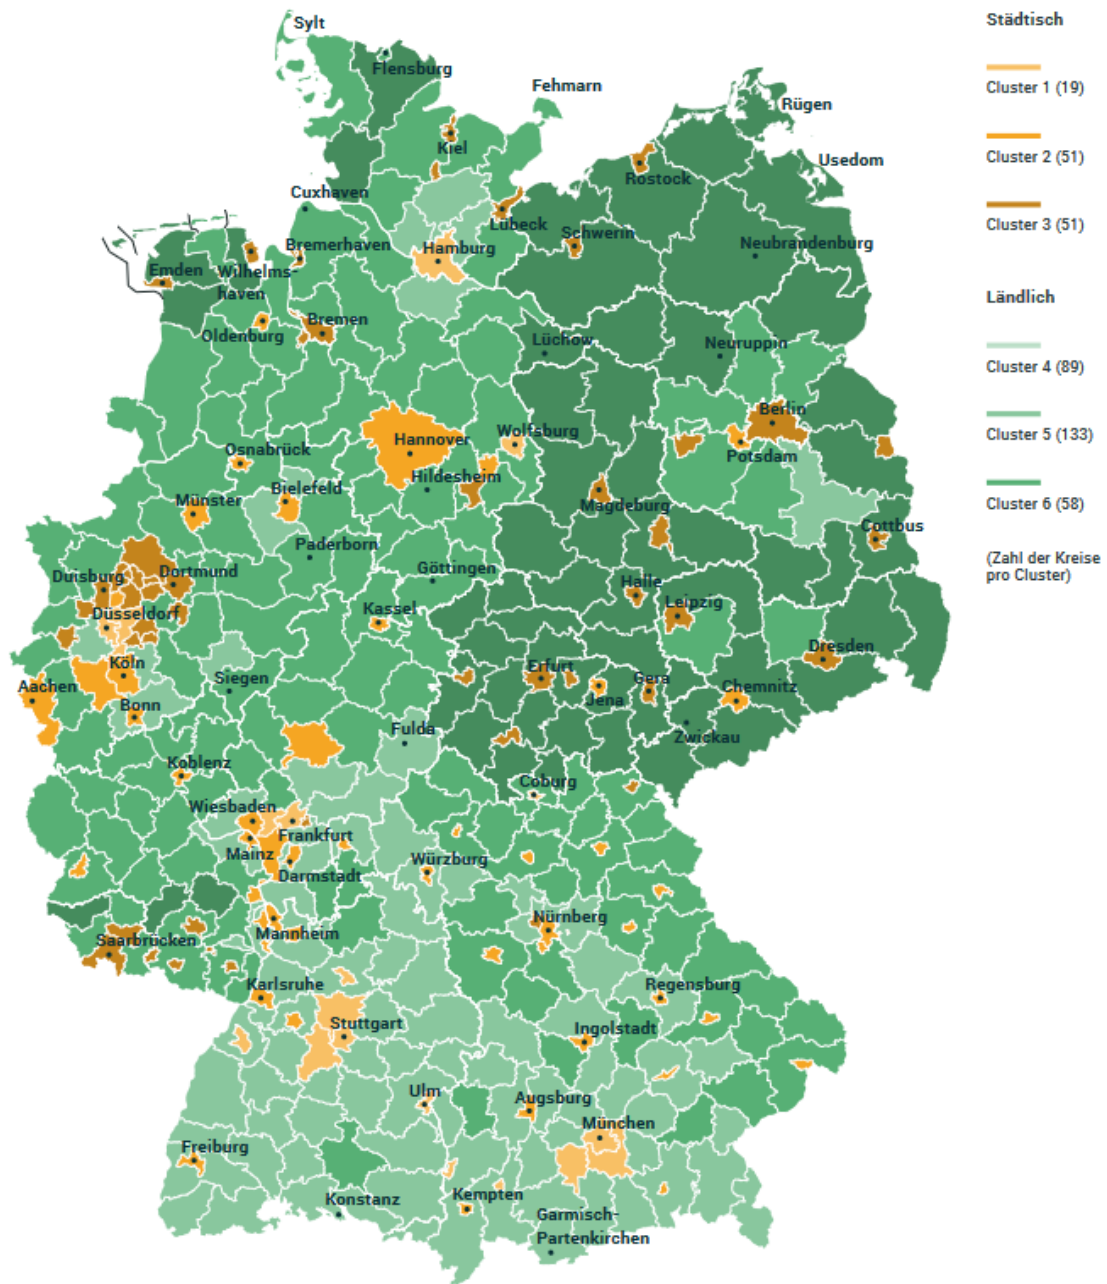 Sylt
Flensburg
Fehmarn
Rügen
Kiel
Usedom
Rostock
Cuxhaven
Lübeck
Schwerin
Bremerhaven
Hamburg
Neubrandenburg
Emden
Wilhelms-
haven
Bremen
Oldenburg
Lüchow
Neuruppin
Berlin
Wolfsburg
Hannover
Osnabrück
Potsdam
Hildesheim
Bielefeld
Münster
Magdeburg
Cottbus
Paderborn
Göttingen
Duisburg
Dortmund
Halle
Kassel
Leipzig
Düsseldorf
Dresden
Köln
Erfurt
Siegen
Gera
Aachen
Chemnitz
Jena
Bonn
Fulda
Zwickau
Koblenz
Coburg
Wiesbaden
Frankfurt
Mainz
Würzburg
Darmstadt
Nürnberg
Mannheim
Saarbrücken
Karlsruhe
Regensburg
Stuttgart
Ingolstadt
Ulm
Augsburg
München
Freiburg
Konstanz
Kempten
Garmisch-
Partenkirchen
Städtisch
Cluster 1 (19)
Cluster 2 (51)
Cluster 3 (51)
Ländlich
Cluster 4 (89)
Cluster 5 (133)
Cluster 6 (58)
(Zahl der Kreise
pro Cluster)